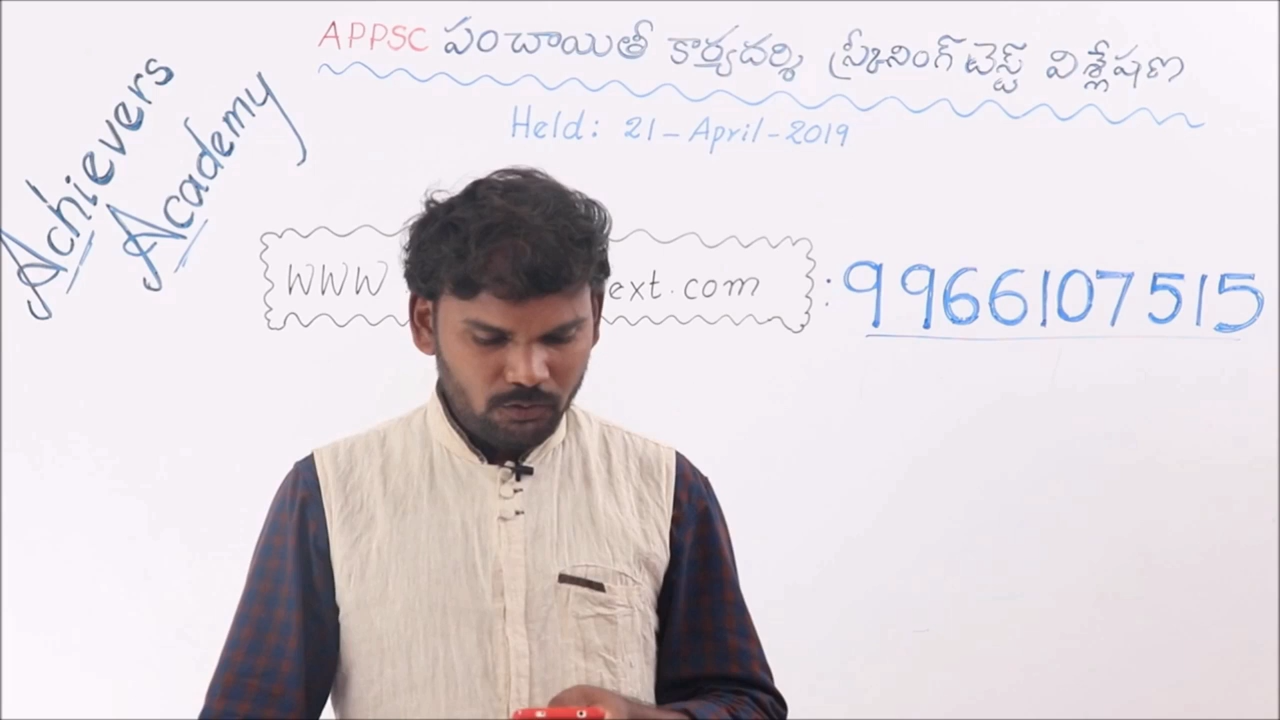 APPSC పంచాయితీ కార్యదర్శి స్క్రీనింగ్ టెస్ట్ విశ్లేషణ
Held: 21-April-2019
Achievers
Academy
www ext.com : 9966107515